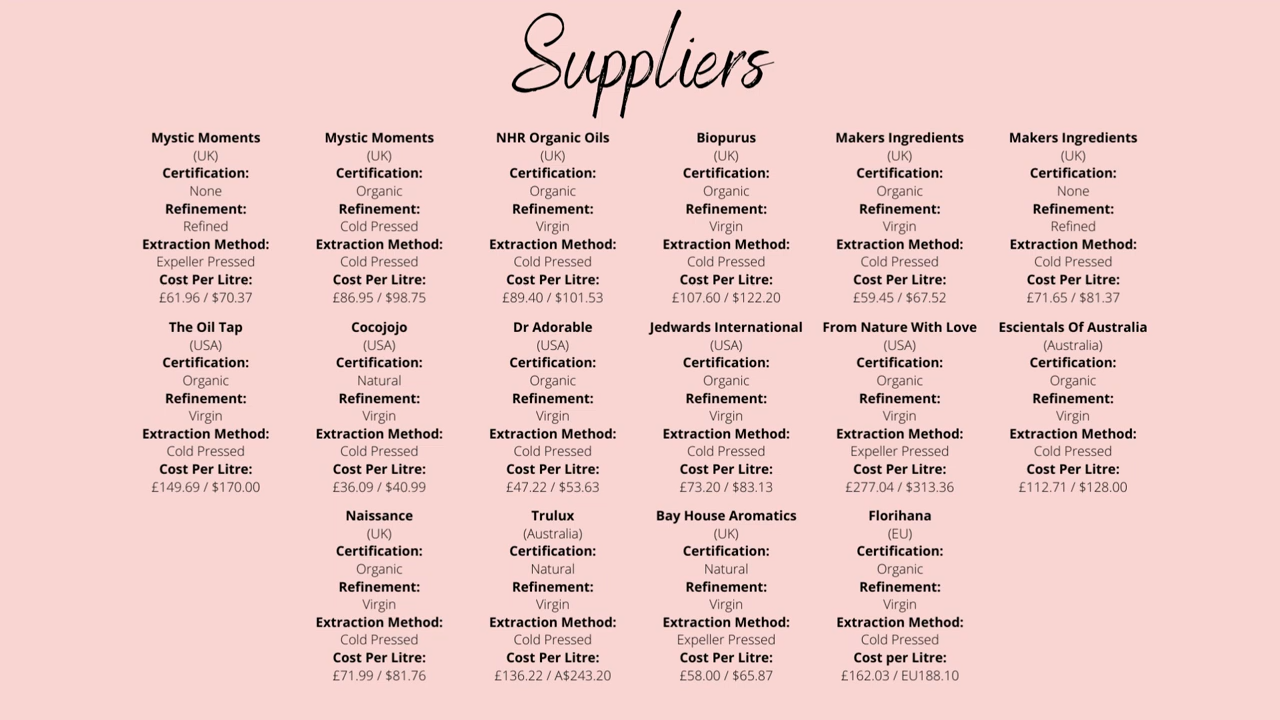 Suppliers
Mystic Moments
(UK)
Certification:
None
Refinement:
Refined
Extraction Method:
Expeller Pressed
Cost Per Litre:
£61.96 / $70.37
Mystic Moments
(UK)
Certification:
Organic
Refinement:
Cold Pressed
Extraction Method:
Cold Pressed
Cost Per Litre:
£86.95 / $98.75
NHR Organic Oils
(UK)
Certification:
Organic
Refinement:
Virgin
Extraction Method:
Cold Pressed
Cost Per Litre:
£89.40 / $101.53
Biopurus
(UK)
Certification:
Organic
Refinement:
Virgin
Extraction Method:
Cold Pressed
Cost Per Litre:
£107.60 / $122.20
Makers Ingredients
(UK)
Certification:
Organic
Refinement:
Virgin
Extraction Method:
Cold Pressed
Cost Per Litre:
£59.45 / $67.52
Makers Ingredients
(UK)
Certification:
None
Refinement:
Refined
Extraction Method:
Cold Pressed
Cost Per Litre:
£71.65 / $81.37
The Oil Tap
(USA)
Certification:
Organic
Refinement:
Virgin
Extraction Method:
Cold Pressed
Cost Per Litre:
£149.69 / $170.00
Cocojojo
(USA)
Certification:
Natural
Refinement:
Virgin
Extraction Method:
Cold Pressed
Cost Per Litre:
£36.09 / $40.99
Dr Adorable
(USA)
Certification:
Organic
Refinement:
Virgin
Extraction Method:
Cold Pressed
Cost Per Litre:
£47.22 / $53.63
Jedwards International
(USA)
Certification:
Organic
Refinement:
Virgin
Extraction Method:
Cold Pressed
Cost Per Litre:
£73.20 / $83.13
From Nature With Love
(USA)
Certification:
Organic
Refinement:
Virgin
Extraction Method:
Expeller Pressed
Cost Per Litre:
£277.04 / $313.36
Escientals Of Australia
(Australia)
Certification:
Organic
Refinement:
Virgin
Extraction Method:
Cold Pressed
Cost Per Litre:
£112.71 / $128.00
Naissance
(UK)
Certification:
Organic
Refinement:
Virgin
Extraction Method:
Cold Pressed
Cost Per Litre:
£71.99 / $81.76
Trulux
(Australia)
Certification:
Natural
Refinement:
Virgin
Extraction Method:
Cold Pressed
Cost Per Litre:
£136.22 / A$243.20
Bay House Aromatics
(UK)
Certification:
Natural
Refinement:
Virgin
Extraction Method:
Expeller Pressed
Cost Per Litre:
£58.00 / $65.87
Florihana
(EU)
Certification:
Organic
Refinement:
Virgin
Extraction Method:
Cold Pressed
Cost per Litre:
£162.03 / EU188.10